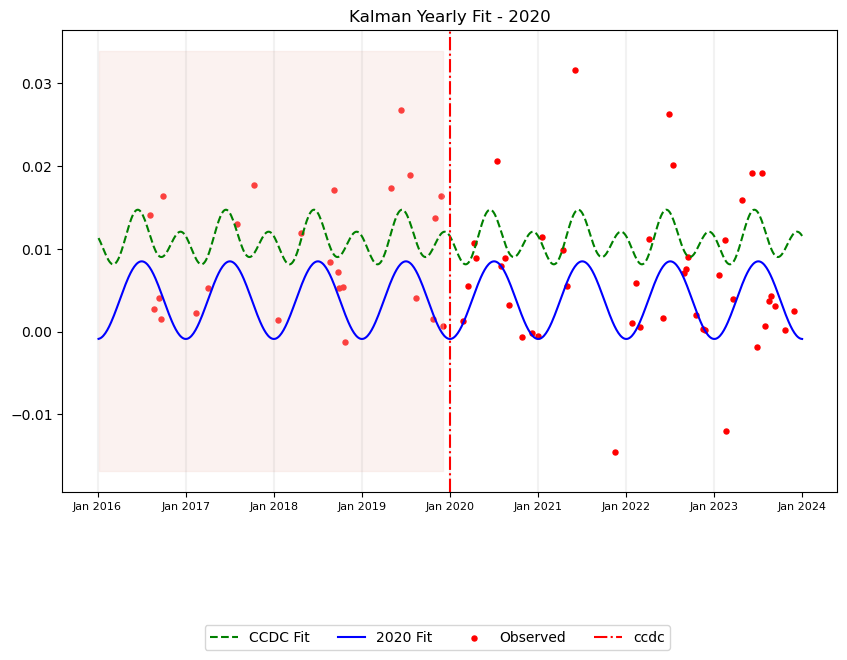 Kalman Yearly Fit - 2020
0.03
0.02
0.01
0.00
−0.01
Jan 2016 Jan 2017 Jan 2018 Jan 2019 Jan 2020 Jan 2021 Jan 2022 Jan 2023 Jan 2024
CCDC Fit 2020 Fit Observed ccdc